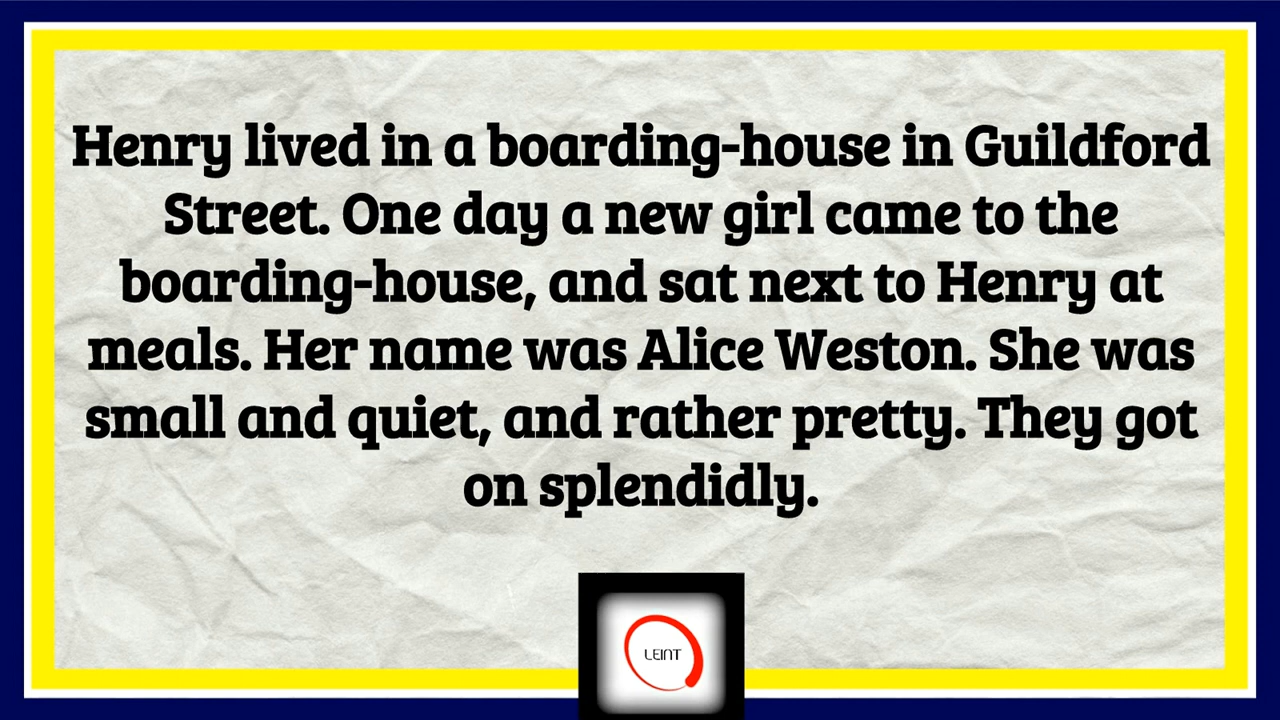 Henry lived in a boarding-house in Guildford
Street. One day a new girl came to the
boarding-house, and sat next to Henry at
meals. Her name was Alice Weston. She was
small and quiet, and rather pretty. They got
on splendidly.
LEINT